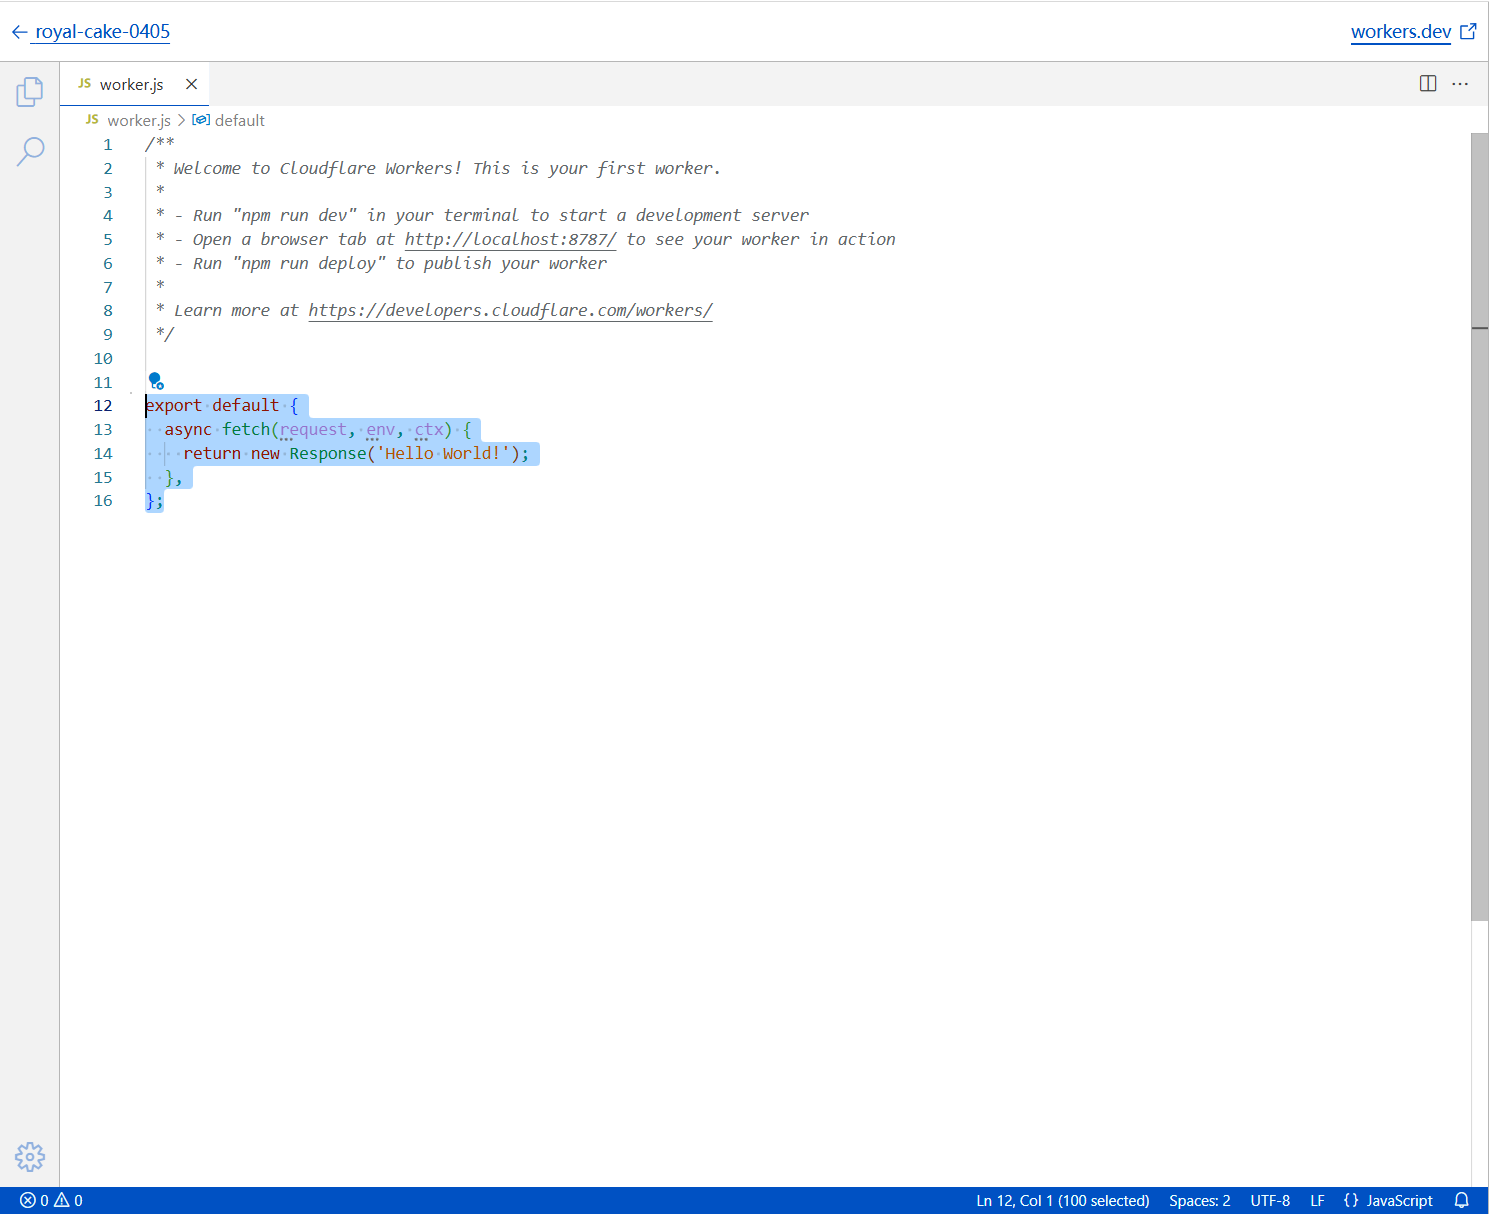 royal-cake-0405
workers.dev
JS worker.js
JS worker.js > default
1 /**
2  * Welcome to Cloudflare Workers! This is your first worker.
3  *
4  * - Run "npm run dev" in your terminal to start a development server
5  * - Open a browser tab at http://localhost:8787/ to see your worker in action
6  * - Run "npm run deploy" to publish your worker
7  *
8  * Learn more at https://developers.cloudflare.com/workers/
9  */
10
11
12 export default {
13   async fetch(request, env, ctx) {
14     return new Response('Hello World!');
15   },
16 };
0 0 Ln 12, Col 1 (100 selected) Spaces: 2 UTF-8 LF {} JavaScript